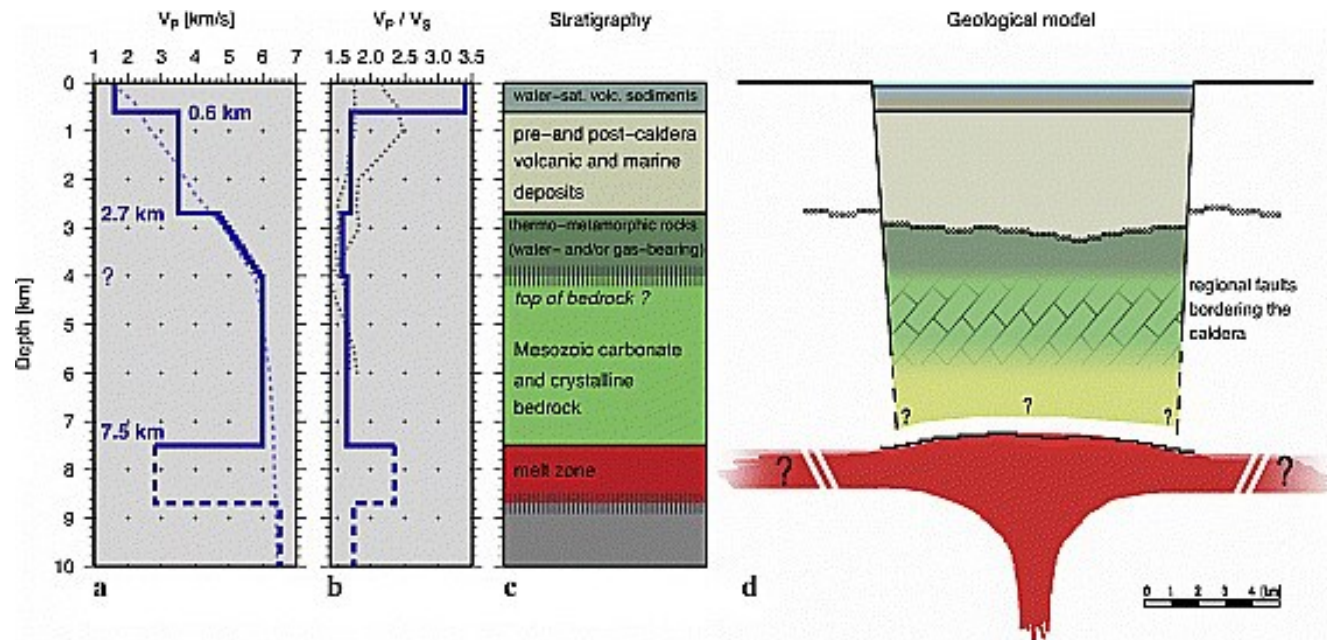 Vp [km/s]
Vp / Vs
Stratigraphy
Geological model
1 2 3 4 5 6 7
1.5 2.0 2.5 3.0 3.5
0
1
2
3
4
5
6
7
8
9
10
Depth [km]
0.6 km
2.7 km
?
7.5 km
water-sat. volc. sediments
pre-and post-caldera
volcanic and marine
deposits
thermo-metamorphic rocks
(water- and/or gas-bearing)
top of bedrock ?
Mesozoic carbonate
and crystalline
bedrock
melt zone
regional faults
bordering the
caldera
? ? ?
? ?
0 1 2 3 4 [km]
a b c d